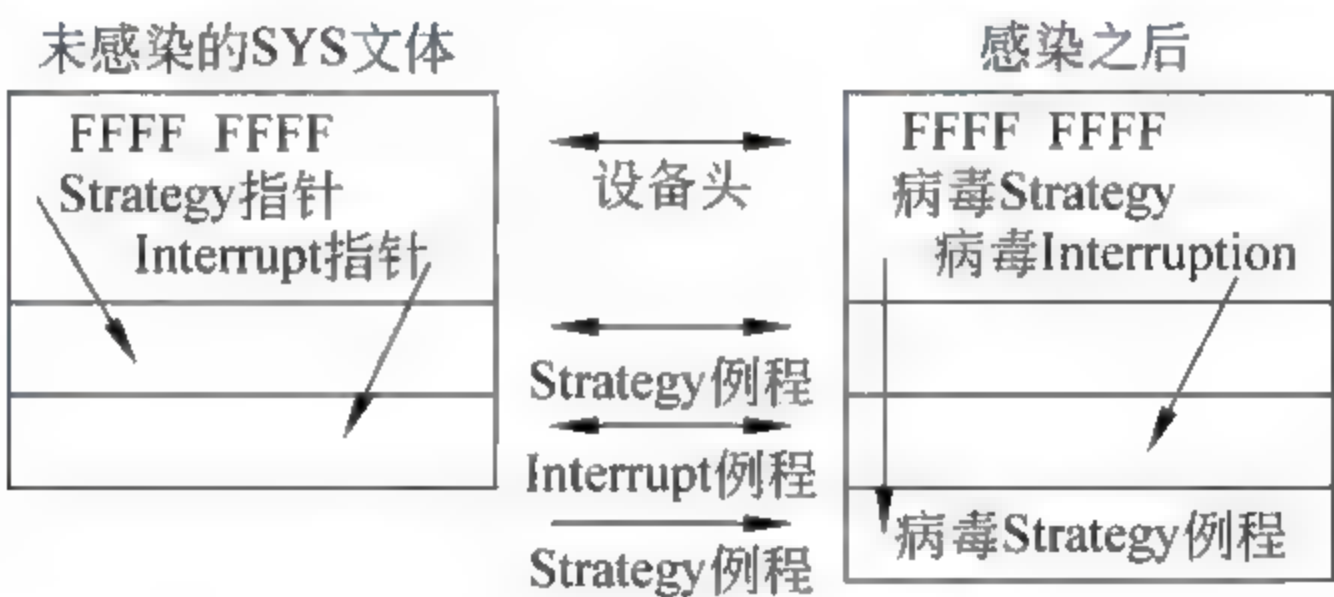 未感染的SYS文体
FFFF FFFF
Strategy指针
Interrupt指针
设备头
Strategy例程
Interrupt例程
Strategy例程
感染之后
FFFF FFFF
病毒Strategy
病毒Interruption
病毒Strategy例程